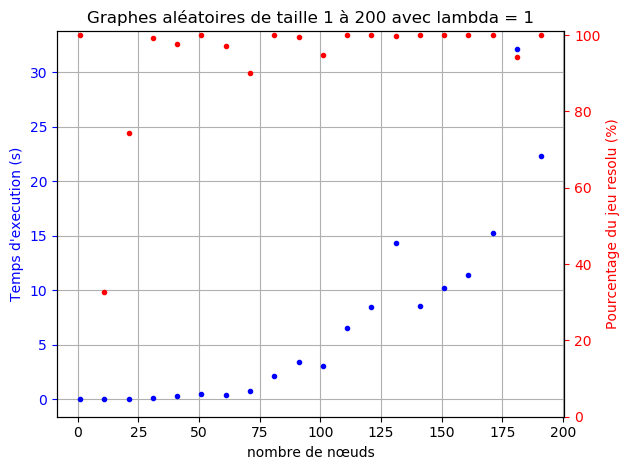 Graphes aléatoires de taille 1 à 200 avec lambda = 1
Temps d'execution (s)
30
25
20
15
10
5
0
100
80
60
40
20
0
Pourcentage du jeu resolu (%)
0 25 50 75 100 125 150 175 200
nombre de nœuds